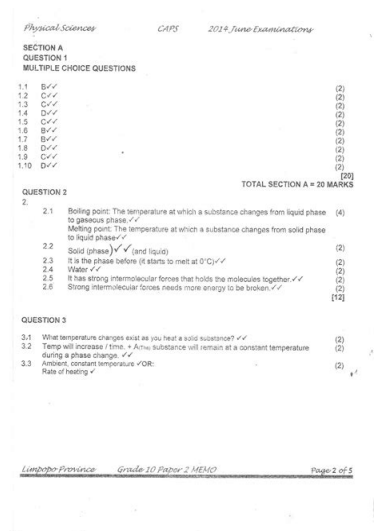 Physical Sciences CAPS 2014 June Examinations
SECTION A
QUESTION 1
MULTIPLE CHOICE QUESTIONS
1.1 B✓✓ (2)
1.2 C✓✓ (2)
1.3 C✓✓ (2)
1.4 D✓✓ (2)
1.5 C✓✓ (2)
1.6 B✓✓ (2)
1.7 B✓✓ (2)
1.8 D✓✓ (2)
1.9 C✓✓ (2)
1.10 D✓✓ (2)
[20]
TOTAL SECTION A = 20 MARKS
QUESTION 2
2.
2.1 Boiling point: The temperature at which a substance changes from liquid phase (4)
to gaseous phase.✓✓
Melting point: The temperature at which a substance changes from solid phase
to liquid phase✓✓
2.2 Solid (phase)✓✓ (and liquid) (2)
2.3 It is the phase before (it starts to melt at 0°C)✓✓ (2)
2.4 Water ✓✓ (2)
2.5 It has strong intermolecular forces that holds the molecules together.✓✓ (2)
2.6 Strong intermolecular forces needs more energy to be broken.✓✓ (2)
[12]
QUESTION 3
3.1 What temperature changes exist as you heat a solid substance? ✓✓ (2)
3.2 Temp will increase / time. + substance will remain at a constant temperature (2)
during a phase change. ✓✓
3.3 Ambient, constant temperature ✓OR: (2)
Rate of heating ✓
Limpopo Province Grade 10 Paper 2 MEMO Page 2 of 5